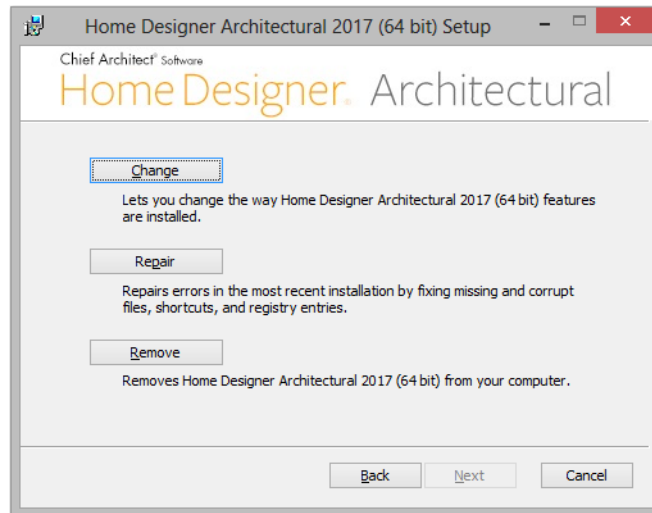 Home Designer Architectural 2017 (64 bit) Setup
Chief Architect® Software
Home Designer® Architectural
Change
Lets you change the way Home Designer Architectural 2017 (64 bit) features
are installed.
Repair
Repairs errors in the most recent installation by fixing missing and corrupt
files, shortcuts, and registry entries.
Remove
Removes Home Designer Architectural 2017 (64 bit) from your computer.
Back Next Cancel